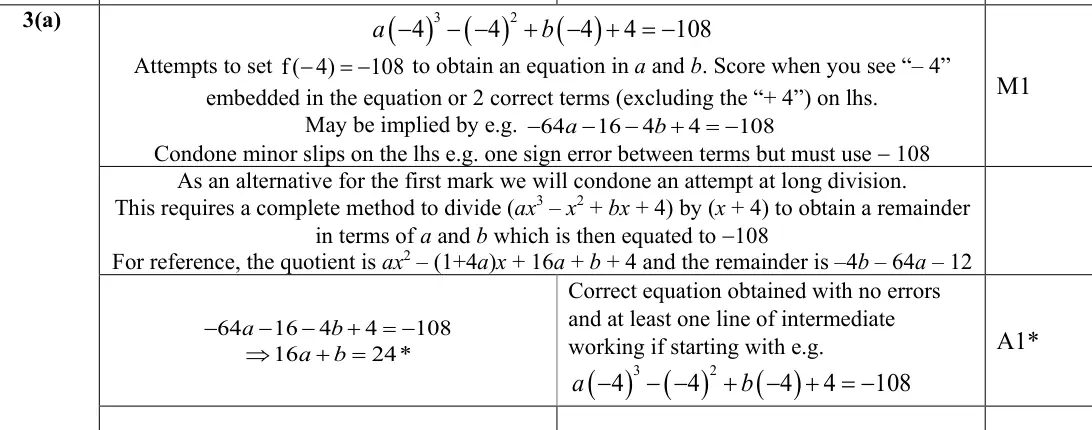 3(a)
a(−4)³ − (−4)² + b(−4) + 4 = −108
Attempts to set f(−4) = −108 to obtain an equation in a and b. Score when you see “– 4”
embedded in the equation or 2 correct terms (excluding the “+ 4”) on lhs.
May be implied by e.g. −64a − 16 − 4b + 4 = −108
Condone minor slips on the lhs e.g. one sign error between terms but must use – 108
M1
As an alternative for the first mark we will condone an attempt at long division.
This requires a complete method to divide (ax³ – x² + bx + 4) by (x + 4) to obtain a remainder
in terms of a and b which is then equated to −108
For reference, the quotient is ax² – (1+4a)x + 16a + b + 4 and the remainder is –4b – 64a – 12
−64a − 16 − 4b + 4 = −108
⇒ 16a + b = 24 *
Correct equation obtained with no errors
and at least one line of intermediate
working if starting with e.g.
a(−4)³ − (−4)² + b(−4) + 4 = −108
A1*